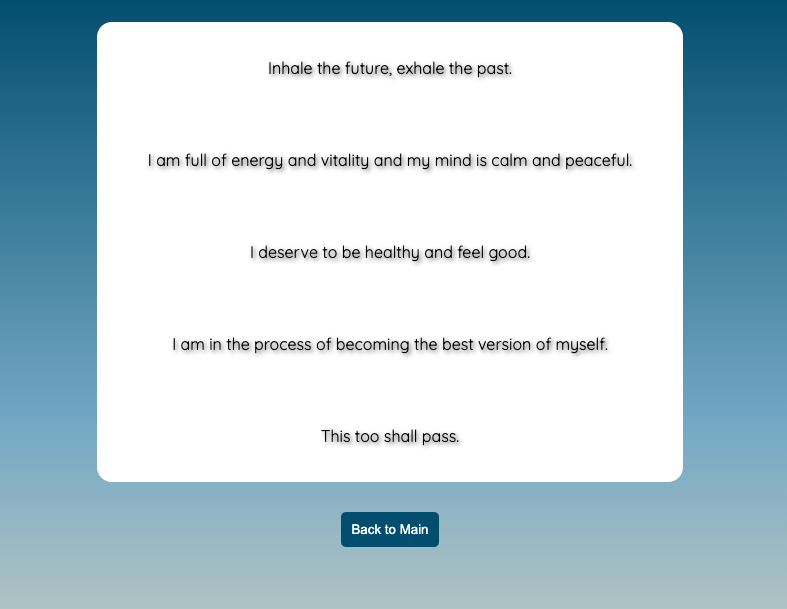 Inhale the future, exhale the past.
I am full of energy and vitality and my mind is calm and peaceful.
I deserve to be healthy and feel good.
I am in the process of becoming the best version of myself.
This too shall pass.
Back to Main